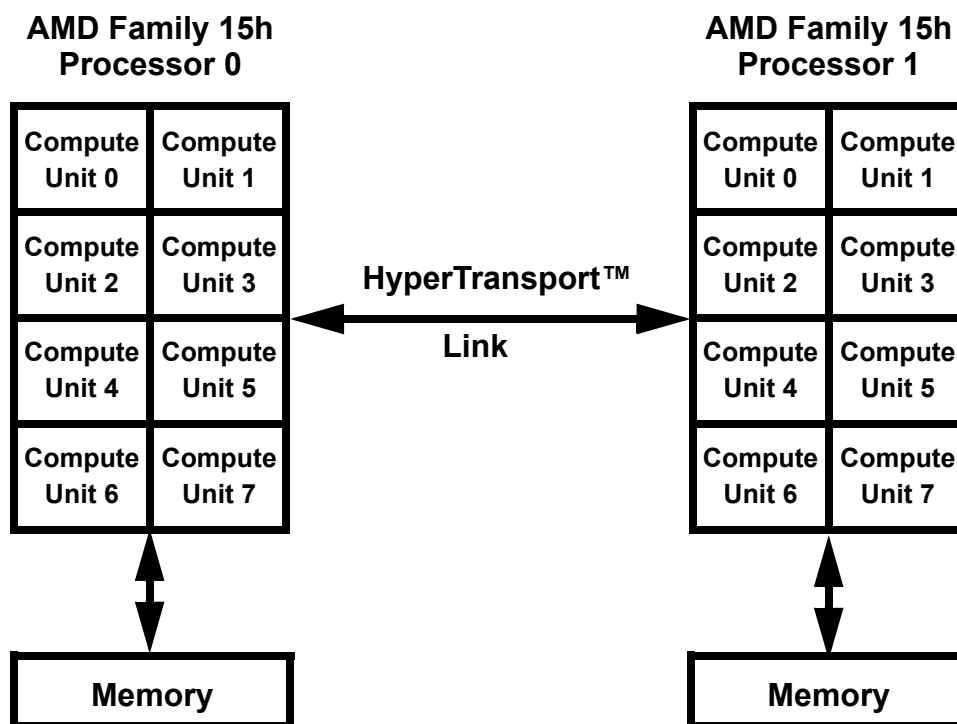 AMD Family 15h
Processor 0
AMD Family 15h
Processor 1
Compute
Unit 0
Compute
Unit 1
Compute
Unit 2
Compute
Unit 3
Compute
Unit 4
Compute
Unit 5
Compute
Unit 6
Compute
Unit 7
HyperTransport™
Link
Compute
Unit 0
Compute
Unit 1
Compute
Unit 2
Compute
Unit 3
Compute
Unit 4
Compute
Unit 5
Compute
Unit 6
Compute
Unit 7
Memory
Memory